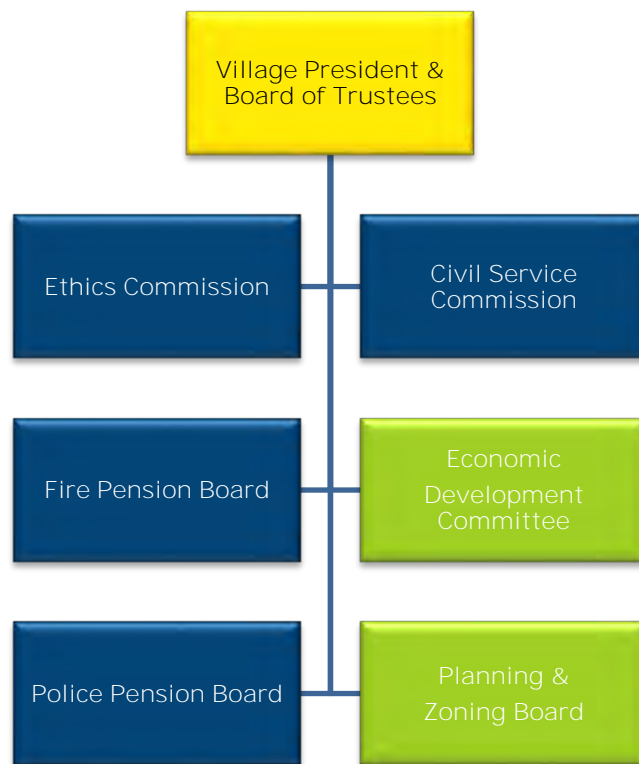 Village President &
Board of Trustees
Ethics Commission
Civil Service
Commission
Fire Pension Board
Economic
Development
Committee
Police Pension Board
Planning &
Zoning Board